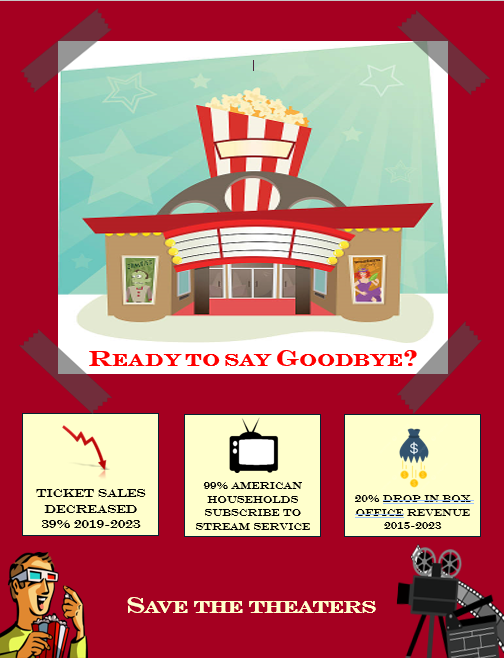 Ready to say Goodbye?
TICKET SALES
DECREASED
39% 2019-2023
99% AMERICAN
HOUSEHOLDS
SUBSCRIBE TO
STREAM SERVICE
20% DROP IN BOX
OFFICE REVENUE
2015-2023
$
Save the theaters